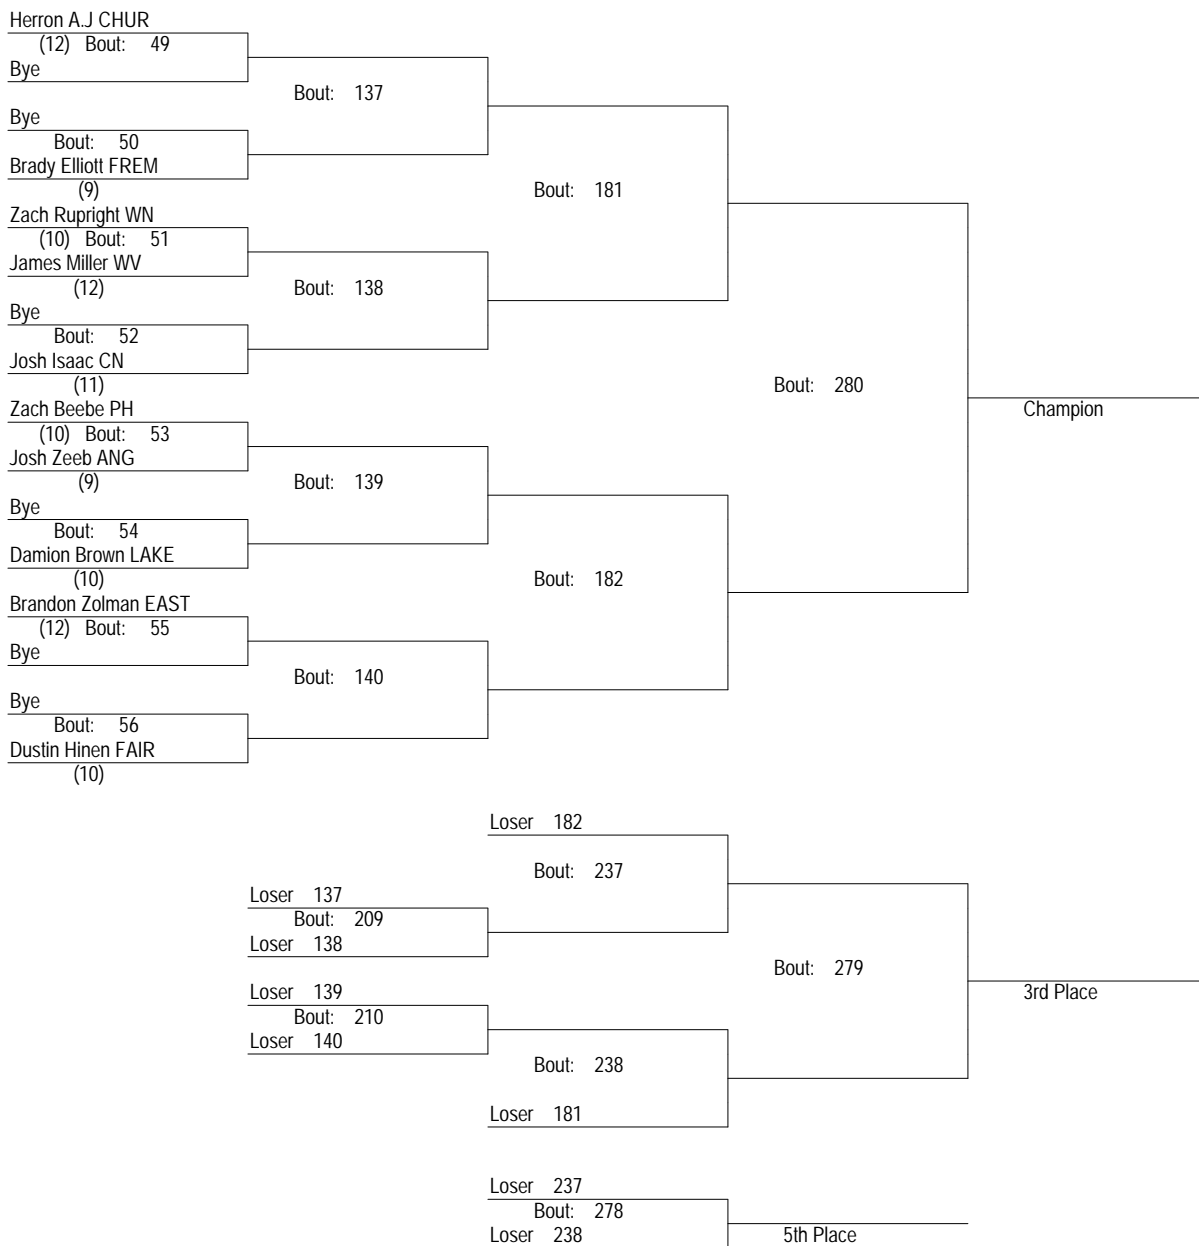 Herron A.J CHUR
(12) Bout: 49
Bye
Bout: 137
Bye
Bout: 50
Brady Elliott FREM
(9)
Bout: 181
Zach Rupright WN
(10) Bout: 51
James Miller WV
(12)
Bout: 138
Bye
Bout: 52
Josh Isaac CN
(11)
Bout: 280
Champion
Zach Beebe PH
(10) Bout: 53
Josh Zeeb ANG
(9)
Bout: 139
Bye
Bout: 54
Damion Brown LAKE
(10)
Bout: 182
Brandon Zolman EAST
(12) Bout: 55
Bye
Bout: 140
Bye
Bout: 56
Dustin Hinen FAIR
(10)
Loser 182
Bout: 237
Loser 137
Bout: 209
Loser 138
Bout: 279
3rd Place
Loser 139
Bout: 210
Loser 140
Bout: 238
Loser 181
Loser 237
Bout: 278
Loser 238
5th Place